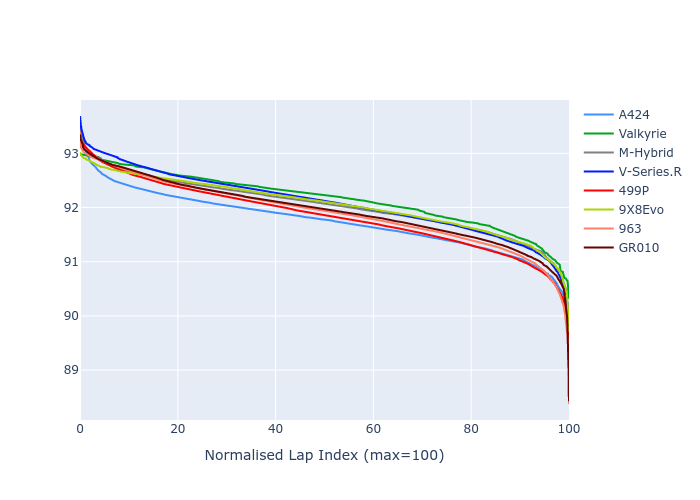 A424
Valkyrie
M-Hybrid
V-Series.R
499P
9X8Evo
963
GR010
93
92
91
90
89
0 20 40 60 80 100
Normalised Lap Index (max=100)